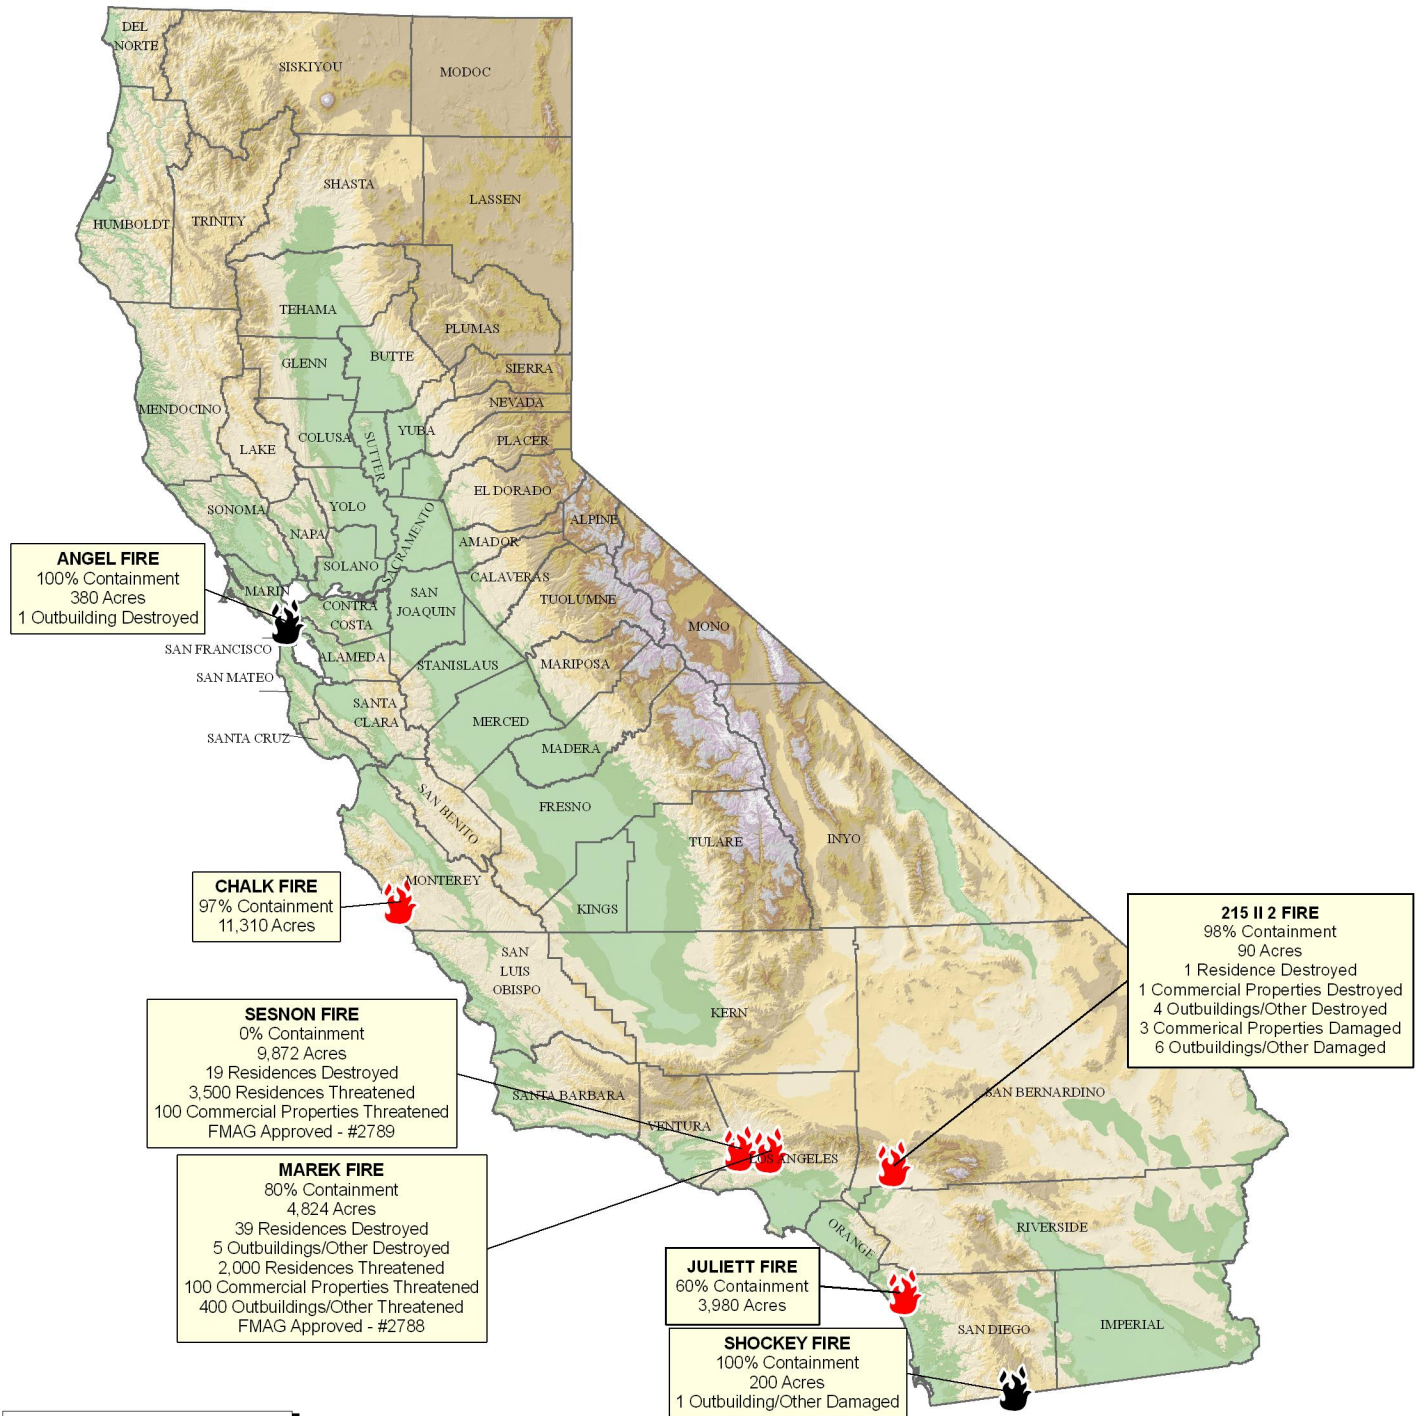 DEL
NORTE
SISKIYOU
MODOC
SHASTA
LASSEN
HUMBOLDT
TRINITY
TEHAMA
PLUMAS
GLENN
BUTTE
SIERRA
MENDOCINO
NEVADA
COLUSA
SUTTER
YUBA
PLACER
LAKE
EL DORADO
SONOMA
YOLO
NAPA
SACRAMENTO
ALPINE
AMADOR
SOLANO
CALAVERAS
MARIN
CONTRA
COSTA
SAN
JOAQUIN
TUOLUMNE
MONO
ANGEL FIRE
100% Containment
380 Acres
1 Outbuilding Destroyed
SAN FRANCISCO
ALAMEDA
STANISLAUS
MARIPOSA
SAN MATEO
SANTA
CLARA
MERCED
SANTA CRUZ
MADERA
SAN BENITO
FRESNO
TULARE
INYO
MONTEREY
KINGS
CHALK FIRE
97% Containment
11,310 Acres
215 II 2 FIRE
98% Containment
90 Acres
1 Residence Destroyed
1 Commercial Properties Destroyed
4 Outbuildings/Other Destroyed
3 Commerical Properties Damaged
6 Outbuildings/Other Damaged
SAN
LUIS
OBISPO
KERN
SESNON FIRE
0% Containment
9,872 Acres
19 Residences Destroyed
3,500 Residences Threatened
100 Commercial Properties Threatened
FMAG Approved - #2789
SANTA BARBARA
VENTURA
LOS ANGELES
SAN BERNARDINO
MAREK FIRE
80% Containment
4,824 Acres
39 Residences Destroyed
5 Outbuildings/Other Destroyed
2,000 Residences Threatened
100 Commercial Properties Threatened
400 Outbuildings/Other Threatened
FMAG Approved - #2788
ORANGE
RIVERSIDE
JULIETT FIRE
60% Containment
3,980 Acres
SAN DIEGO
IMPERIAL
SHOCKEY FIRE
100% Containment
200 Acres
1 Outbuilding/Other Damaged